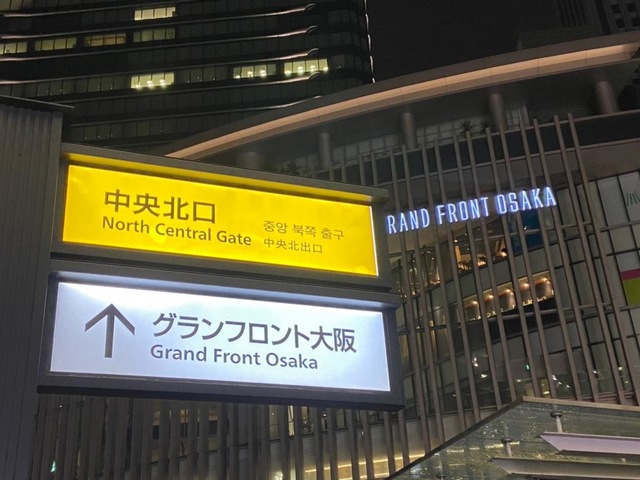 中央北口
North Central Gate
중앙 북쪽 출구
中央北出口
↑ グランフロント大阪
Grand Front Osaka
RAND FRONT OSAKA